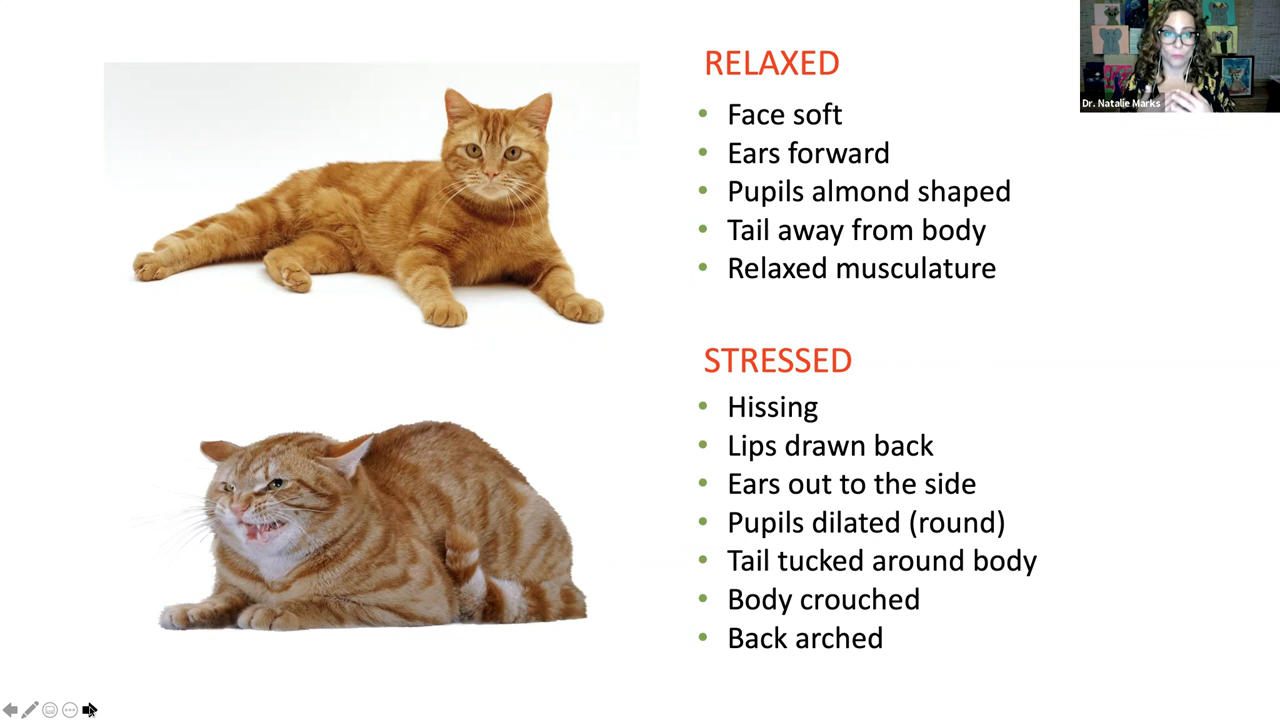 RELAXED
Face soft
Ears forward
Pupils almond shaped
Tail away from body
Relaxed musculature
STRESSED
Hissing
Lips drawn back
Ears out to the side
Pupils dilated (round)
Tail tucked around body
Body crouched
Back arched
Dr. Natalie Marks